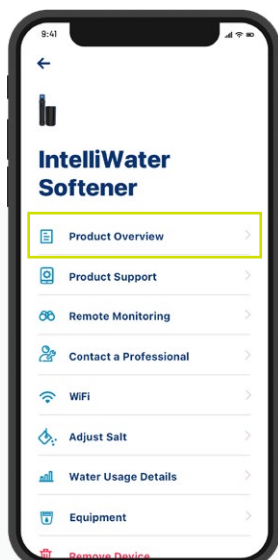 9:41
IntelliWater
Softener
Product Overview
Product Support
Remote Monitoring
Contact a Professional
WiFi
Adjust Salt
Water Usage Details
Equipment
Remove Device